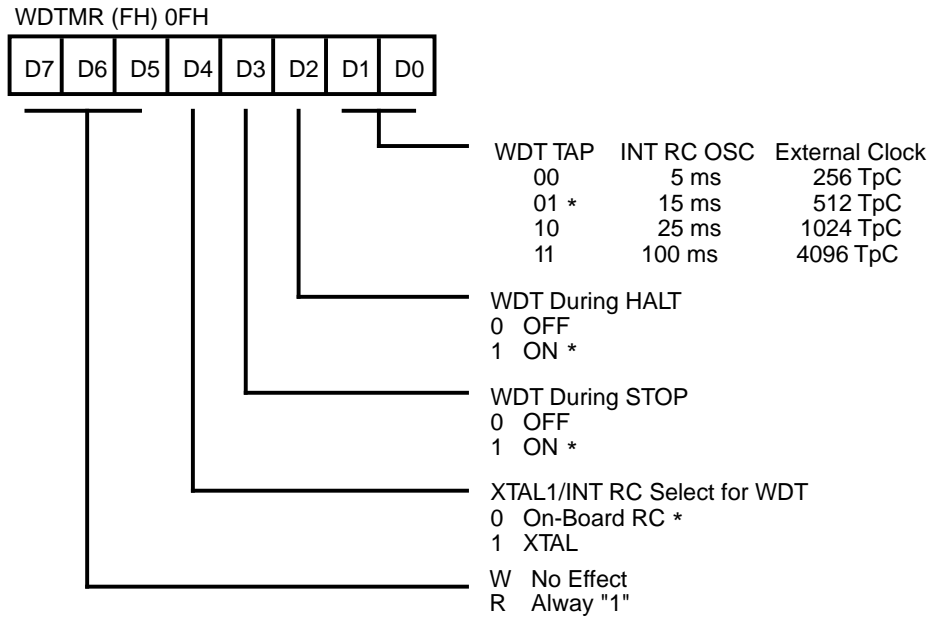 WDTMR (FH) 0FH
D7 D6 D5 D4 D3 D2 D1 D0
WDT TAP INT RC OSC External Clock
00 5 ms 256 TpC
01 * 15 ms 512 TpC
10 25 ms 1024 TpC
11 100 ms 4096 TpC
WDT During HALT
0 OFF
1 ON *
WDT During STOP
0 OFF
1 ON *
XTAL1/INT RC Select for WDT
0 On-Board RC *
1 XTAL
W No Effect
R Alway "1"